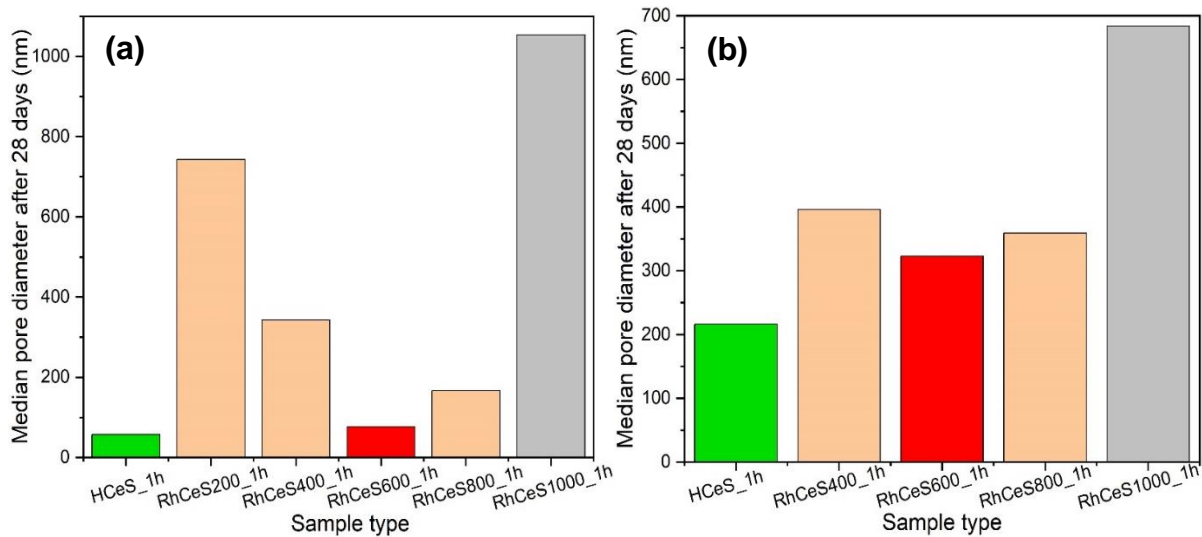 (a)
Median pore diameter after 28 days (nm)
1000
800
600
400
200
0
HCeS_1h
RhCeS200_1h
RhCeS400_1h
RhCeS600_1h
RhCeS800_1h
RhCeS1000_1h
Sample type
(b)
Median pore diameter after 28 days (nm)
700
600
500
400
300
200
100
0
HCeS_1h
RhCeS400_1h
RhCeS600_1h
RhCeS800_1h
RhCeS1000_1h
Sample type